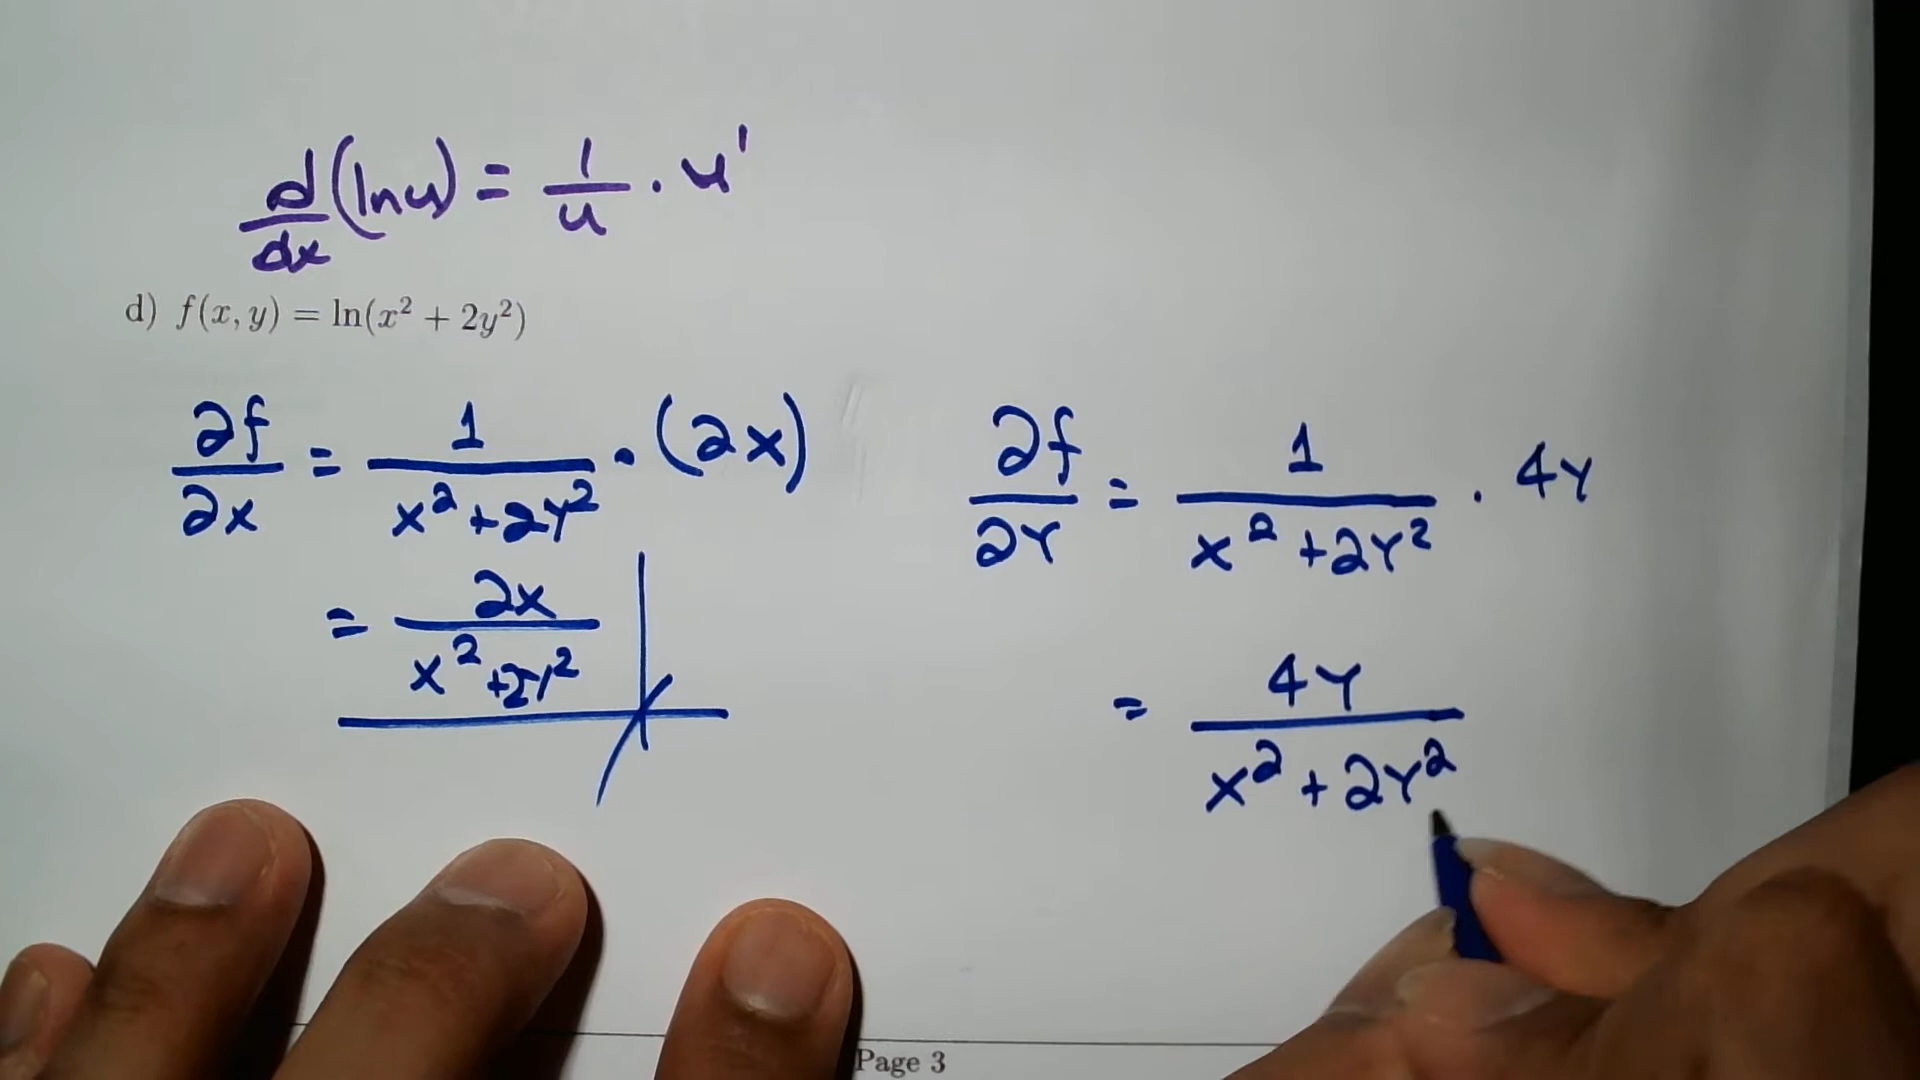 d/dx (ln u) = 1/u · u'
d) f(x, y) = ln(x² + 2y²)
∂f/∂x = 1/(x²+2y²) · (2x)
= 2x/(x²+2y²)
∂f/∂y = 1/(x²+2y²) · 4y
= 4y/(x²+2y²)
Page 3